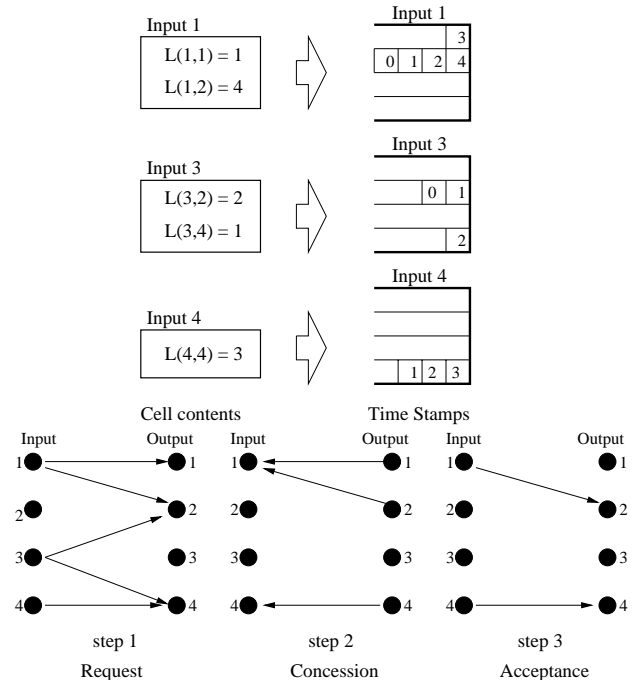 Input 1
L(1,1) = 1
L(1,2) = 4
Input 1
3
0 1 2 4
Input 3
L(3,2) = 2
L(3,4) = 1
Input 3
0 1
2
Input 4
L(4,4) = 3
Input 4
1 2 3
Cell contents
Time Stamps
Input Output Input Output Input Output
1 1 1 1 1 1
2 2 2 2 2 2
3 3 3 3 3 3
4 4 4 4 4 4
step 1 step 2 step 3
Request Concession Acceptance